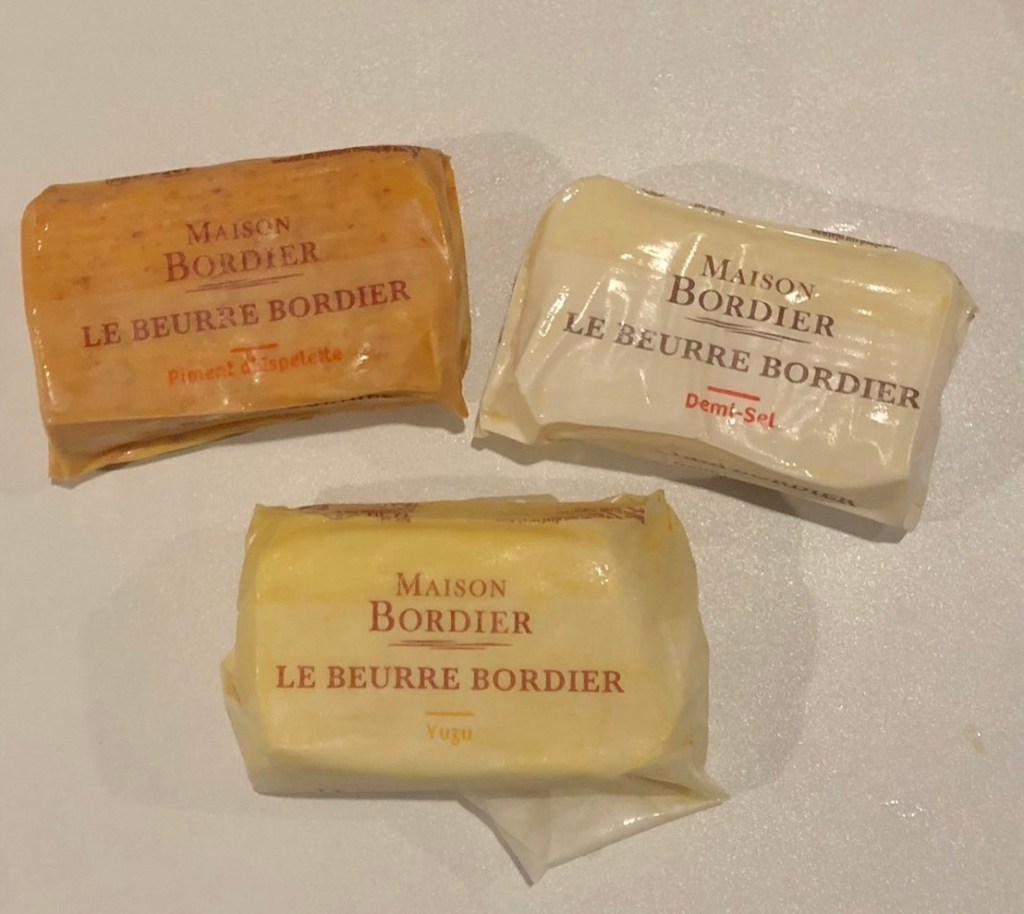 MAISON
BORDIER
LE BEURRE BORDIER
Piment d'Espelette
MAISON
BORDIER
LE BEURRE BORDIER
Demi-Sel
BORDIER
MAISON
BORDIER
LE BEURRE BORDIER
Yuzu